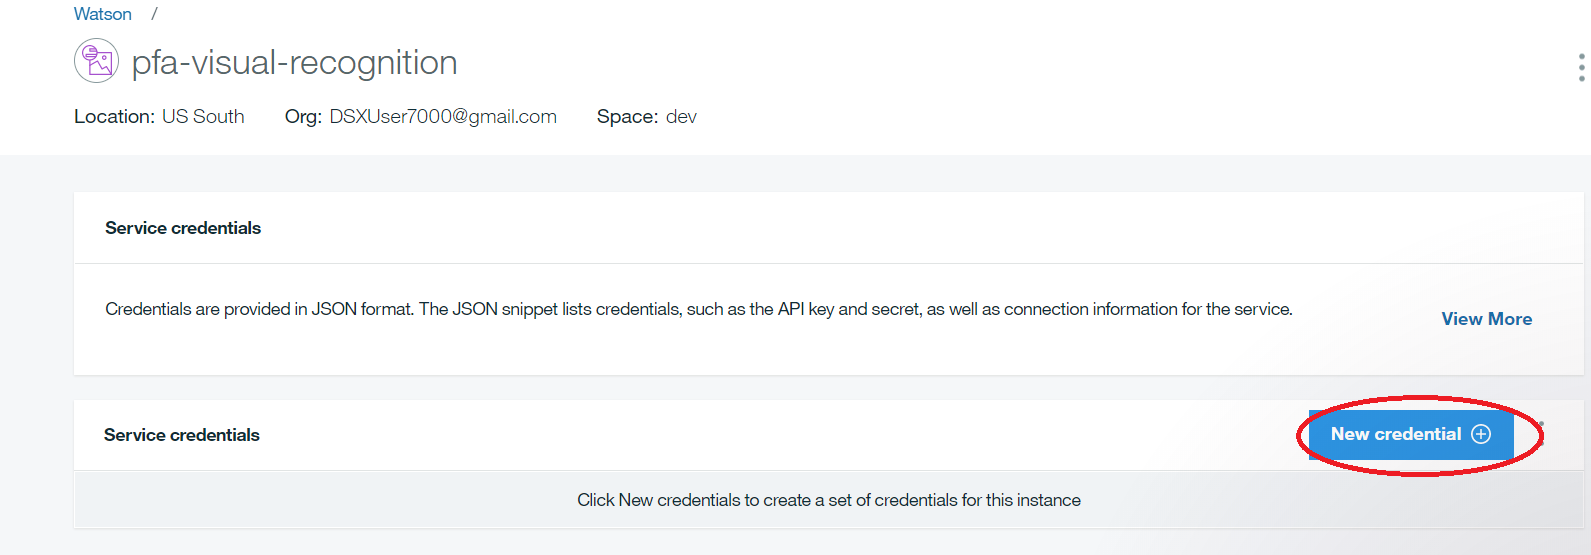 Watson /
pfa-visual-recognition
Location: US South Org: DSXUser7000@gmail.com Space: dev
Service credentials
Credentials are provided in JSON format. The JSON snippet lists credentials, such as the API key and secret, as well as connection information for the service.
View More
Service credentials
New credential
Click New credentials to create a set of credentials for this instance